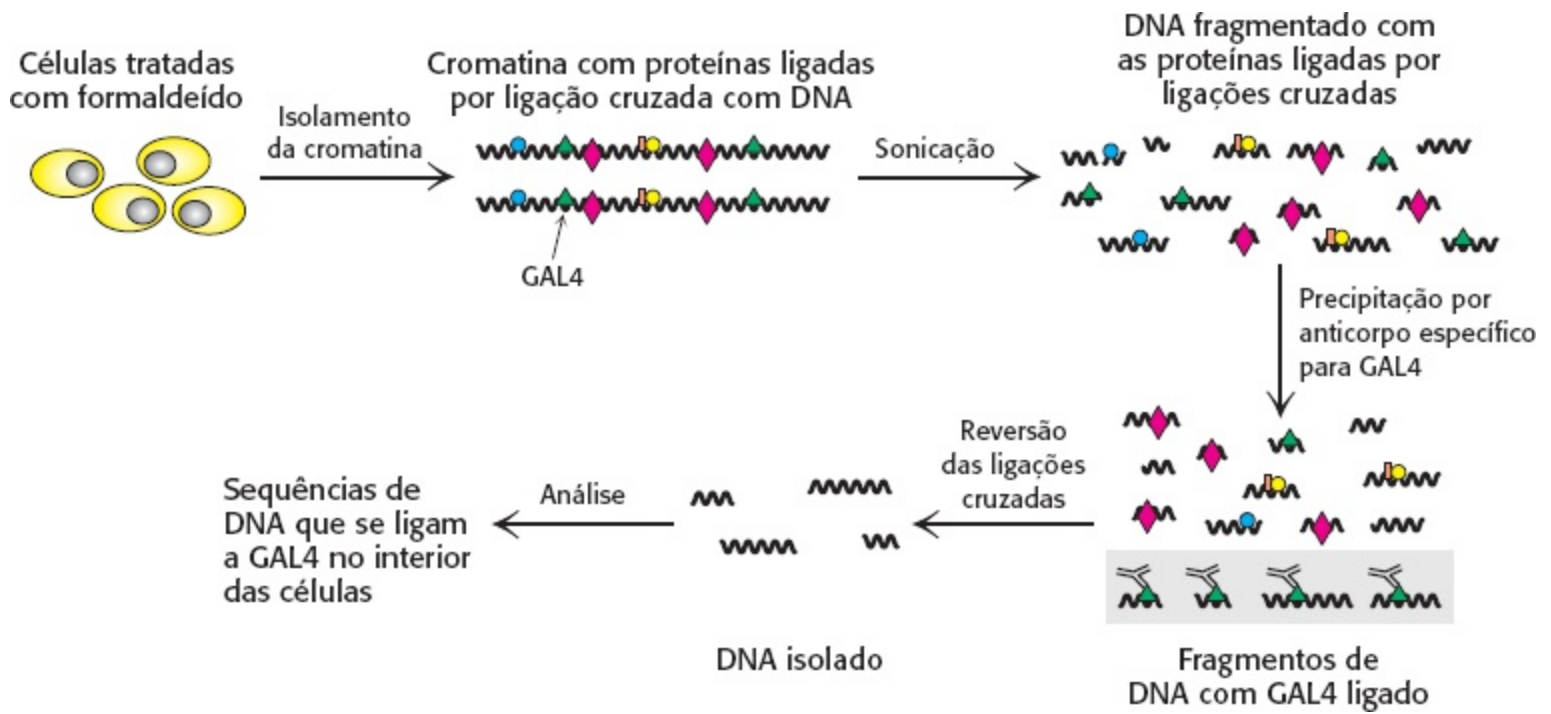 Células tratadas
com formaldeído
Isolamento
da cromatina
Cromatina com proteínas ligadas
por ligação cruzada com DNA
GAL4
Sonicação
DNA fragmentado com
as proteínas ligadas por
ligações cruzadas
Precipitação por
anticorpo específico
para GAL4
Fragmentos de
DNA com GAL4 ligado
Reversão
das ligações
cruzadas
DNA isolado
Análise
Sequências de
DNA que se ligam
a GAL4 no interior
das células